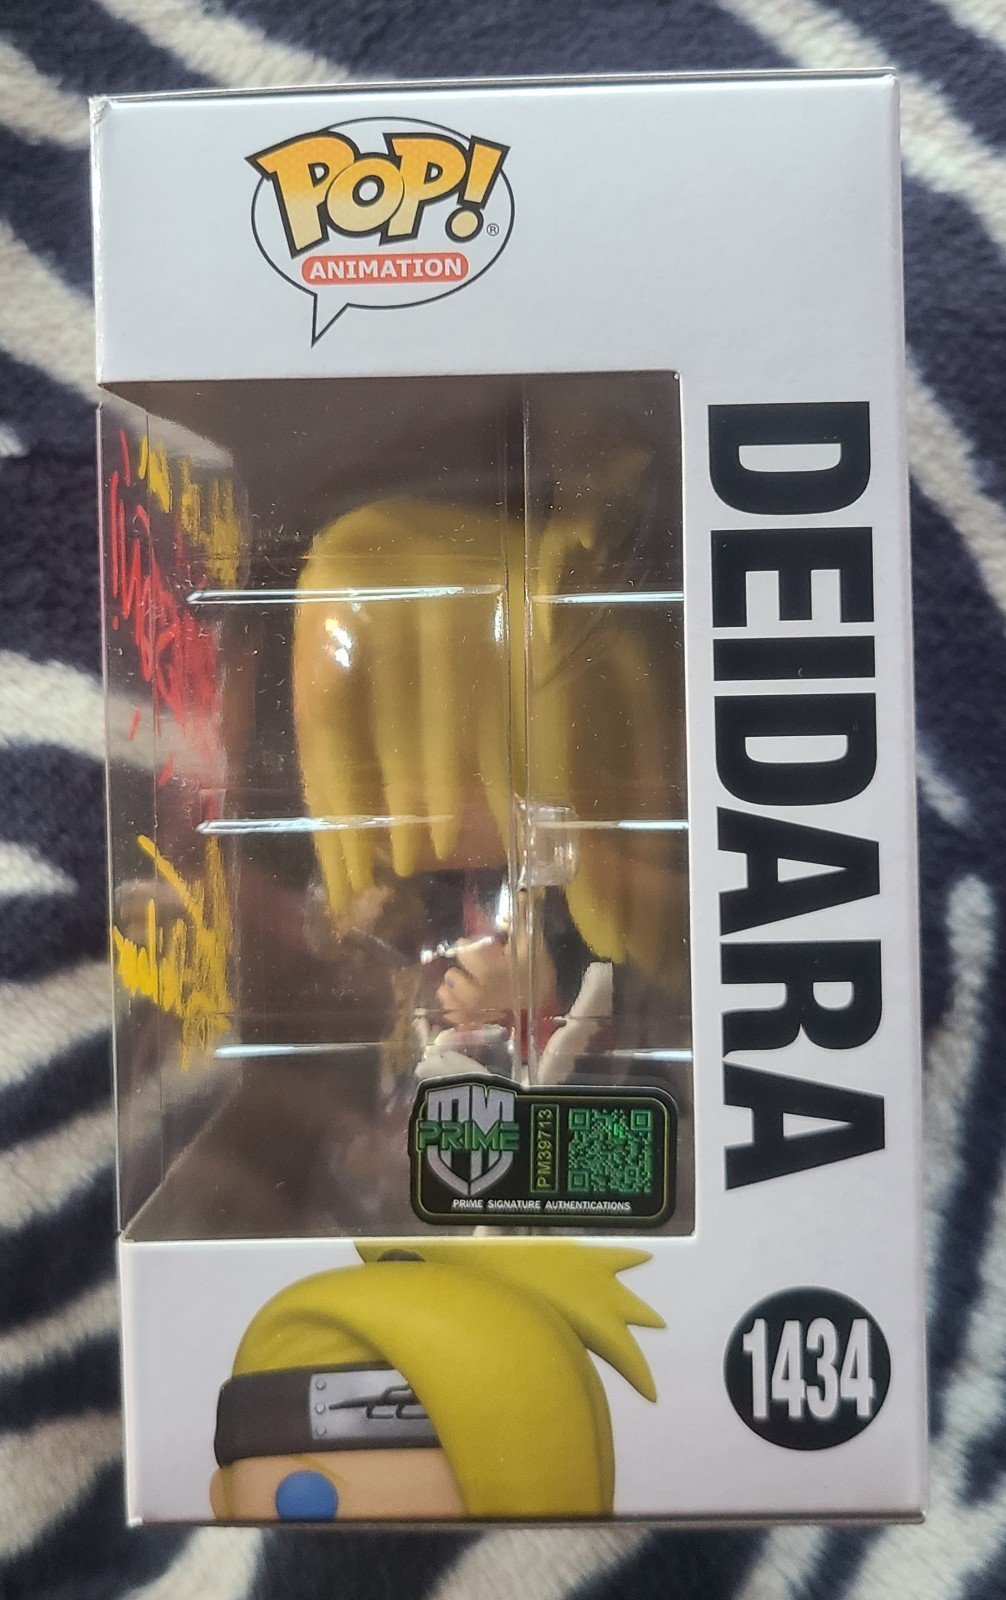 POP!®
ANIMATION
DEIDARA
PRIME
PM39713
PRIME SIGNATURE AUTHENTICATIONS
1434